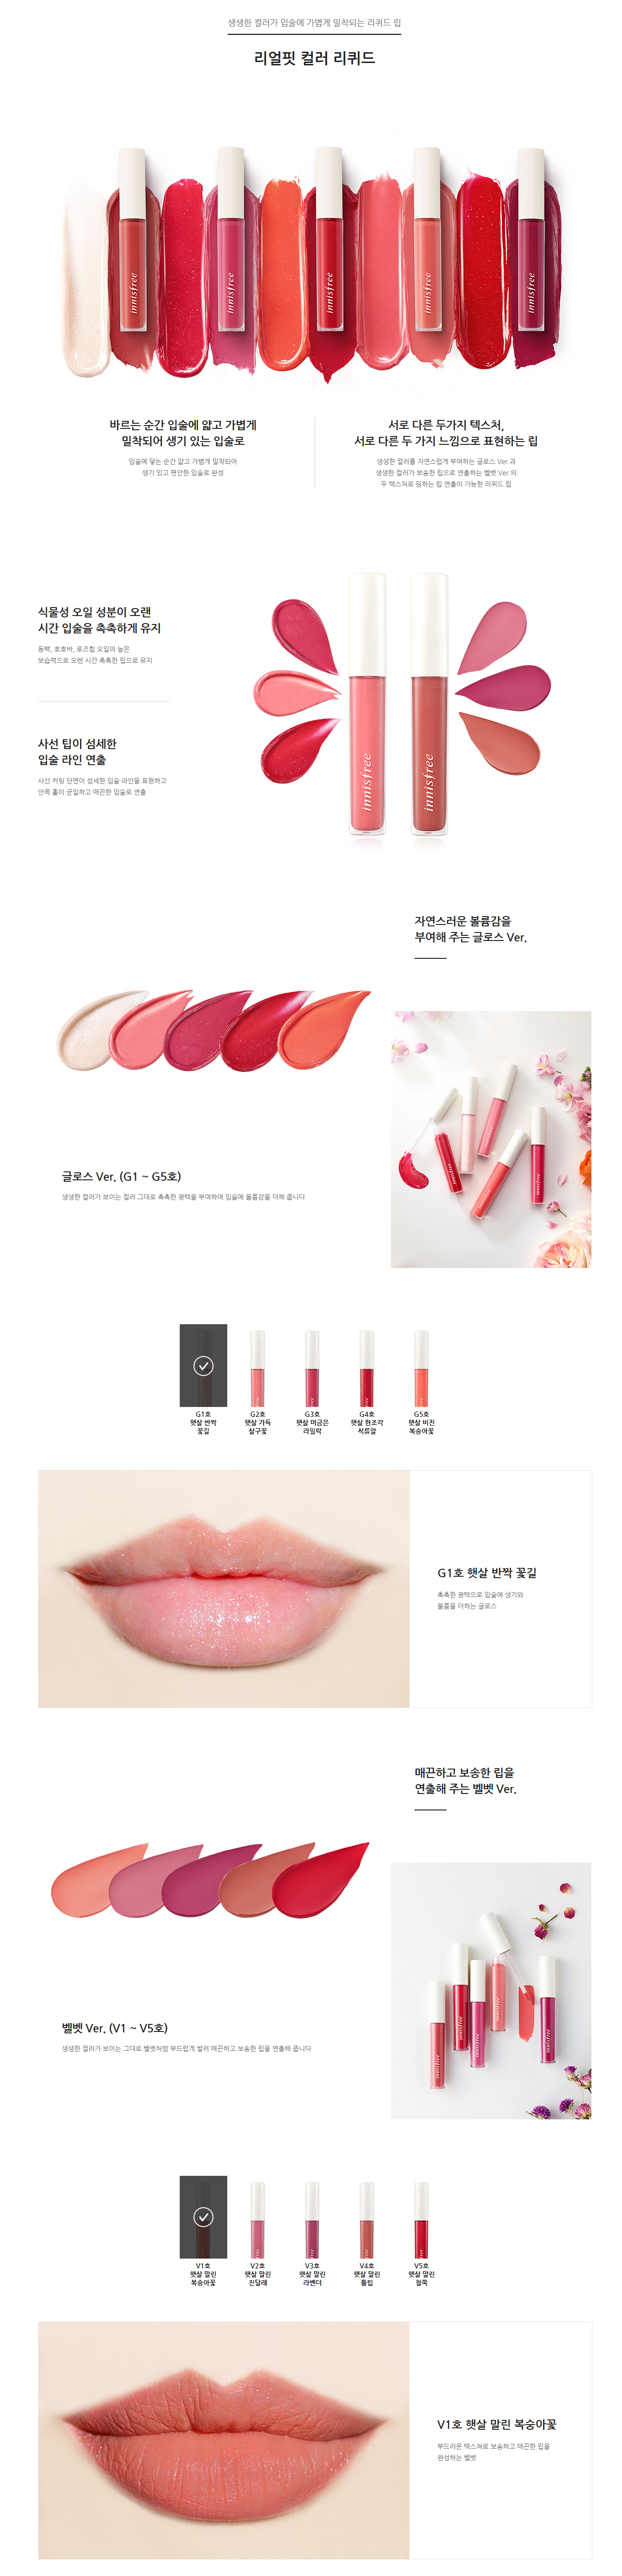 생생한 컬러가 입술에 가볍게 밀착되는 리퀴드 립
리얼핏 컬러 리퀴드
innisfree
innisfree
innisfree
innisfree
innisfree
바르는 순간 입술에 얇고 가볍게
밀착되어 생기 있는 입술로
입술에 닿는 순간 얇고 가볍게 밀착되어
생기 있고 편안한 입술로 완성
서로 다른 두가지 텍스처,
서로 다른 두 가지 느낌으로 표현하는 립
생생한 컬러를 자연스럽게 부여하는 글로스 Ver.과
생생한 컬러가 보송한 립으로 연출하는 벨벳 Ver.의
두 텍스처로 원하는 립 연출이 가능한 리퀴드 립
식물성 오일 성분이 오랜
시간 입술을 촉촉하게 유지
동백, 호호바, 로즈힙 오일의 높은
보습력으로 오랜 시간 촉촉한 립으로 유지
사선 팁이 섬세한
입술 라인 연출
사선 커팅 단면이 섬세한 입술 라인을 표현하고
안쪽 홀이 균일하고 매끈한 입술로 연출
innisfree
innisfree
자연스러운 볼륨감을
부여해 주는 글로스 Ver.
글로스 Ver. (G1 ~ G5호)
생생한 컬러가 보이는 컬러 그대로 촉촉한 광택을 부여하여 입술에 볼륨감을 더해 줍니다
innisfree
innisfree
innisfree
innisfree
innisfree
G1호
햇살 반짝
꽃길
G2호
햇살 가득
살구꽃
G3호
햇살 머금은
라일락
G4호
햇살 한조각
석류알
G5호
햇살 비친
복숭아꽃
G1호 햇살 반짝 꽃길
촉촉한 광택으로 입술에 생기와
볼륨을 더하는 글로스
매끈하고 보송한 립을
연출해 주는 벨벳 Ver.
벨벳 Ver. (V1 ~ V5호)
생생한 컬러가 보이는 그대로 벨벳처럼 부드럽게 발려 매끈하고 보송한 립을 연출해 줍니다
innisfree
innisfree
innisfree
innisfree
innisfree
V1호
햇살 말린
복숭아꽃
V2호
햇살 말린
진달래
V3호
햇살 말린
라벤더
V4호
햇살 말린
튤립
V5호
햇살 말린
철쭉
V1호 햇살 말린 복숭아꽃
부드러운 텍스처로 보송하고 매끈한 립을
완성하는 벨벳